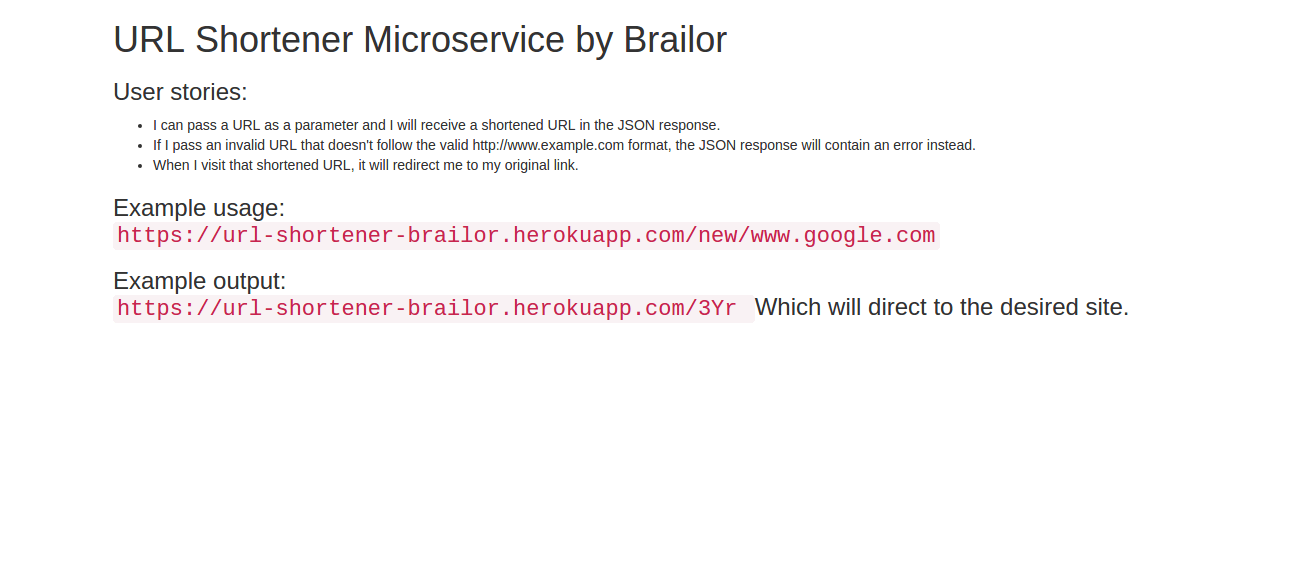 URL Shortener Microservice by Brailor
User stories:
• I can pass a URL as a parameter and I will receive a shortened URL in the JSON response.
• If I pass an invalid URL that doesn't follow the valid http://www.example.com format, the JSON response will contain an error instead.
• When I visit that shortened URL, it will redirect me to my original link.
Example usage:
https://url-shortener-brailor.herokuapp.com/new/www.google.com
Example output:
https://url-shortener-brailor.herokuapp.com/3Yr Which will direct to the desired site.